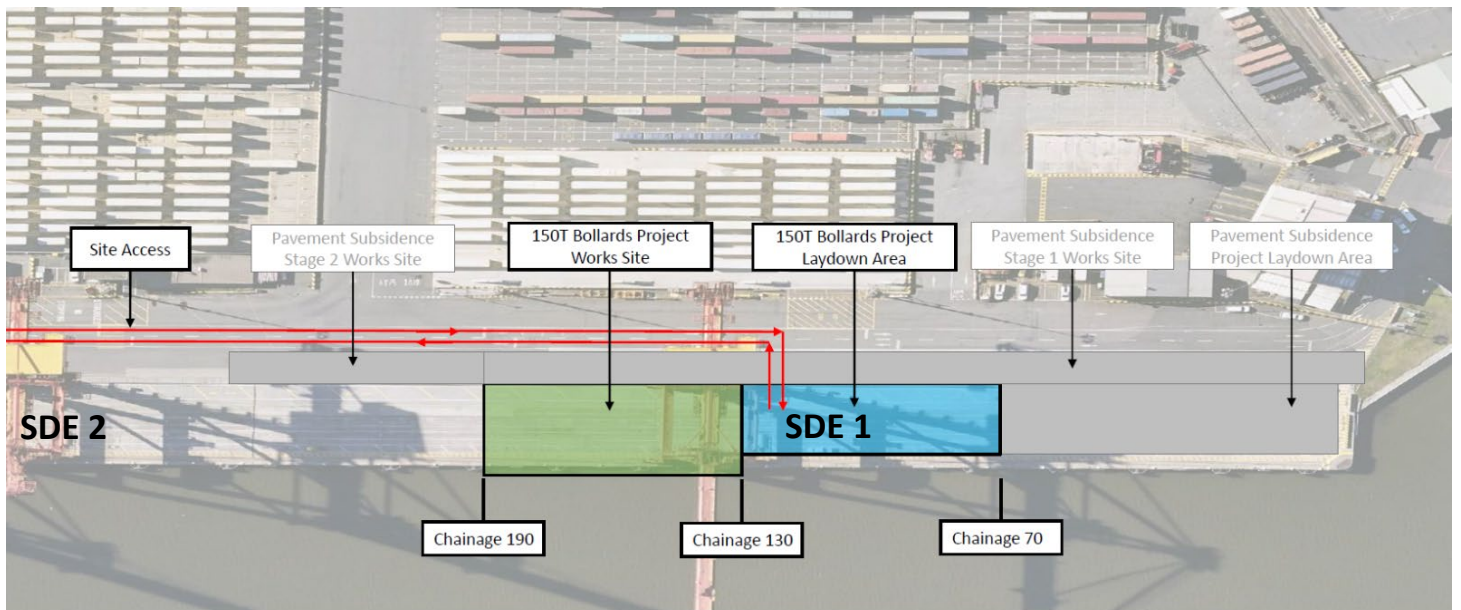 Site Access
Pavement Subsidence
Stage 2 Works Site
150T Bollards Project
Works Site
150T Bollards Project
Laydown Area
Pavement Subsidence
Stage 1 Works Site
Pavement Subsidence
Project Laydown Area
SDE 2
SDE 1
Chainage 190
Chainage 130
Chainage 70